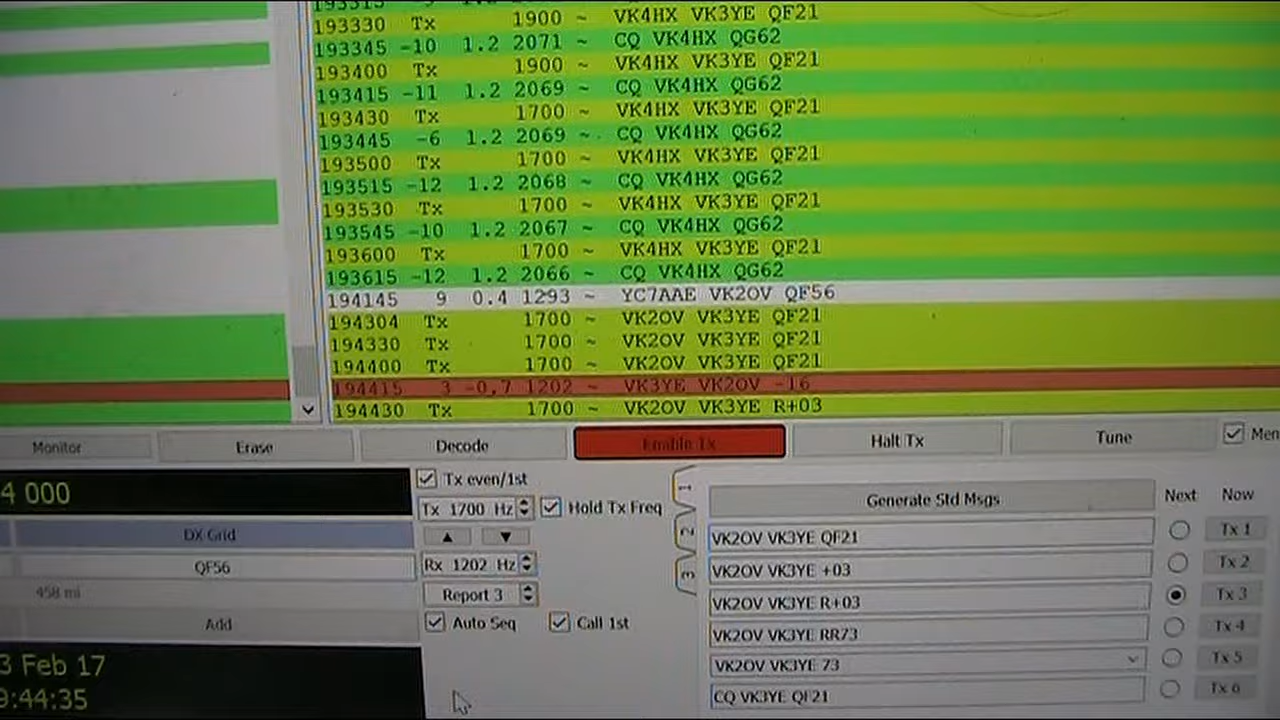 193330 Tx 1900 ~ VK4HX VK3YE QF21
193345 -10 1.2 2071 ~ CQ VK4HX QG62
193400 Tx 1900 ~ VK4HX VK3YE QF21
193415 -11 1.2 2069 ~ CQ VK4HX QG62
193430 Tx 1700 ~ VK4HX VK3YE QF21
193445 -6 1.2 2069 ~ CQ VK4HX QG62
193500 Tx 1700 ~ VK4HX VK3YE QF21
193515 -12 1.2 2068 ~ CQ VK4HX QG62
193530 Tx 1700 ~ VK4HX VK3YE QF21
193545 -10 1.2 2067 ~ CQ VK4HX QG62
193600 Tx 1700 ~ VK4HX VK3YE QF21
193615 -12 1.2 2066 ~ CQ VK4HX QG62
194145 9 0.4 1293 ~ YC7AAE VK2OV QF56
194304 Tx 1700 ~ VK2OV VK3YE QF21
194330 Tx 1700 ~ VK2OV VK3YE QF21
194400 Tx 1700 ~ VK2OV VK3YE QF21
194415 3 -0.7 1202 ~ VK3YE VK2OV -16
194430 Tx 1700 ~ VK2OV VK3YE R+03
Monitor Erase Decode Enable Tx Halt Tx Tune Men
4 000
DX Grid
QF56
458 mi
Add
3 Feb 17
9:44:35
Tx even/1st
Tx 1700 Hz Hold Tx Freq
Rx 1202 Hz
Report 3
Auto Seq Call 1st
1
2
3
Generate Std Msgs Next Now
VK2OV VK3YE QF21 Tx 1
VK2OV VK3YE +03 Tx 2
VK2OV VK3YE R+03 Tx 3
VK2OV VK3YE RR73 Tx 4
VK2OV VK3YE 73 Tx 5
CQ VK3YE QF21 Tx 6